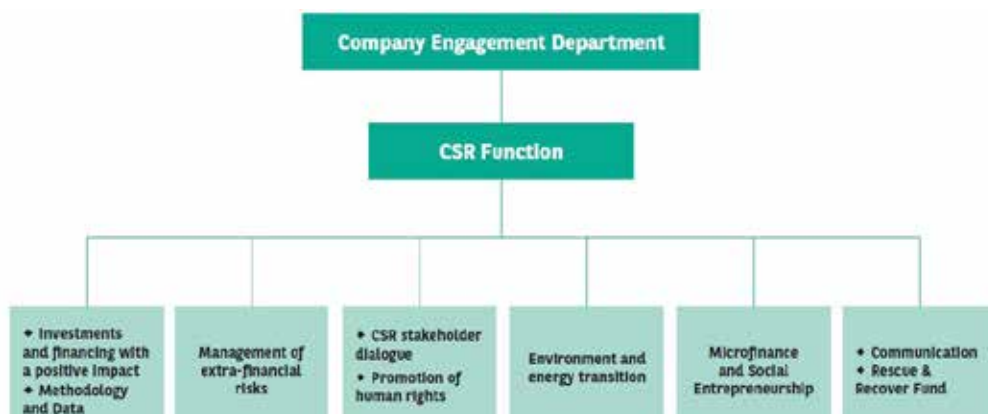 Company Engagement Department
CSR Function
✦ Investments
and financing with
a positive impact
✦ Methodology
and Data
Management of
extra-financial
risks
✦ CSR stakeholder
dialogue
✦ Promotion of
human rights
Environment and
energy transition
Microfinance
and Social
Entrepreneurship
✦ Communication
✦ Rescue &
Recover Fund